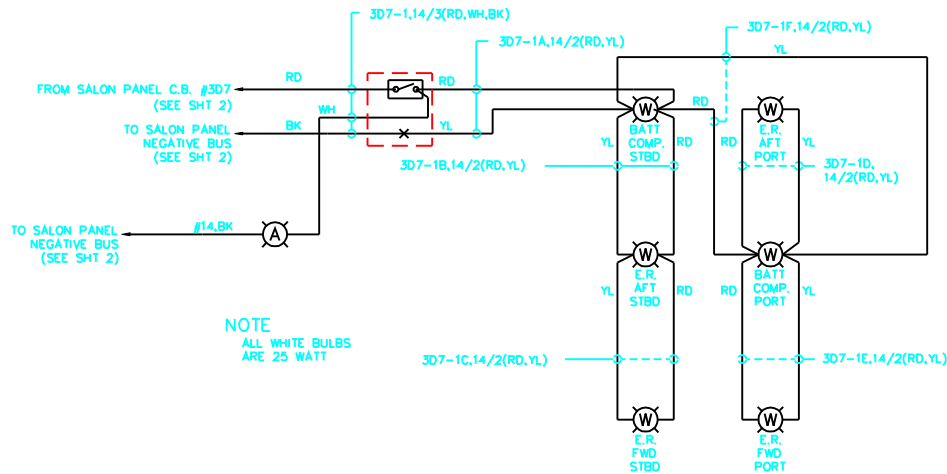 3D7-1,14/3(RD,WH,BK)
3D7-1A,14/2(RD,YL)
3D7-1F,14/2(RD,YL)
YL
RD
RD
FROM SALON PANEL C.B. #3D7
(SEE SHT 2)
WH
RD
TO SALON PANEL
NEGATIVE BUS
(SEE SHT 2)
BK
YL
W
BATT
COMP.
STBD
W
E.R.
AFT
PORT
YL
RD
RD
YL
3D7-1B,14/2(RD,YL)
3D7-1D,
14/2(RD,YL)
TO SALON PANEL
NEGATIVE BUS
(SEE SHT 2)
#14,BK
A
W
E.R.
AFT
STBD
W
BATT
COMP.
PORT
YL
RD
RD
YL
NOTE
ALL WHITE BULBS
ARE 25 WATT
3D7-1C,14/2(RD,YL)
3D7-1E,14/2(RD,YL)
W
E.R.
FWD
STBD
W
E.R.
FWD
PORT